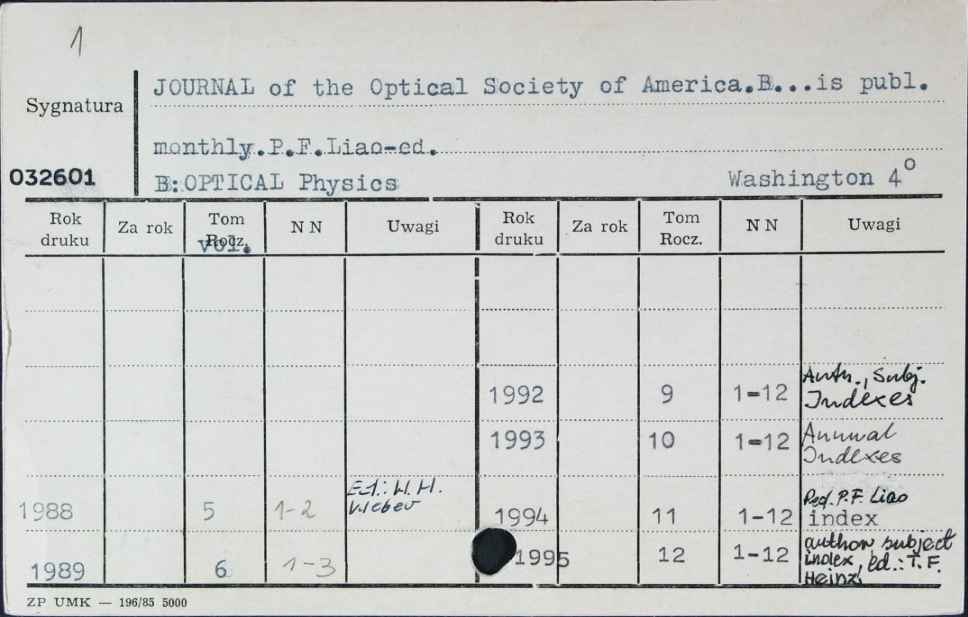 1
JOURNAL of the Optical Society of America.B...is publ.
Sygnatura
monthly.P.F.Liao-ed.
032601
B:OPTICAL Physics Washington 4°
Rok druku Za rok Tom Rocz. vol. N N Uwagi Rok druku Za rok Tom Rocz. N N Uwagi
1992 9 1-12 Auth., Subj. Indexes
1993 10 1-12 Annual Indexes
1988 5 1-2 Ed.: W. H. 1994 11 1-12 Red. P.F. Liao index
1989 6 1-3 1995 12 1-12 author subject index, ed.: T. F. Heinz
ZP UMK — 196/85 5000